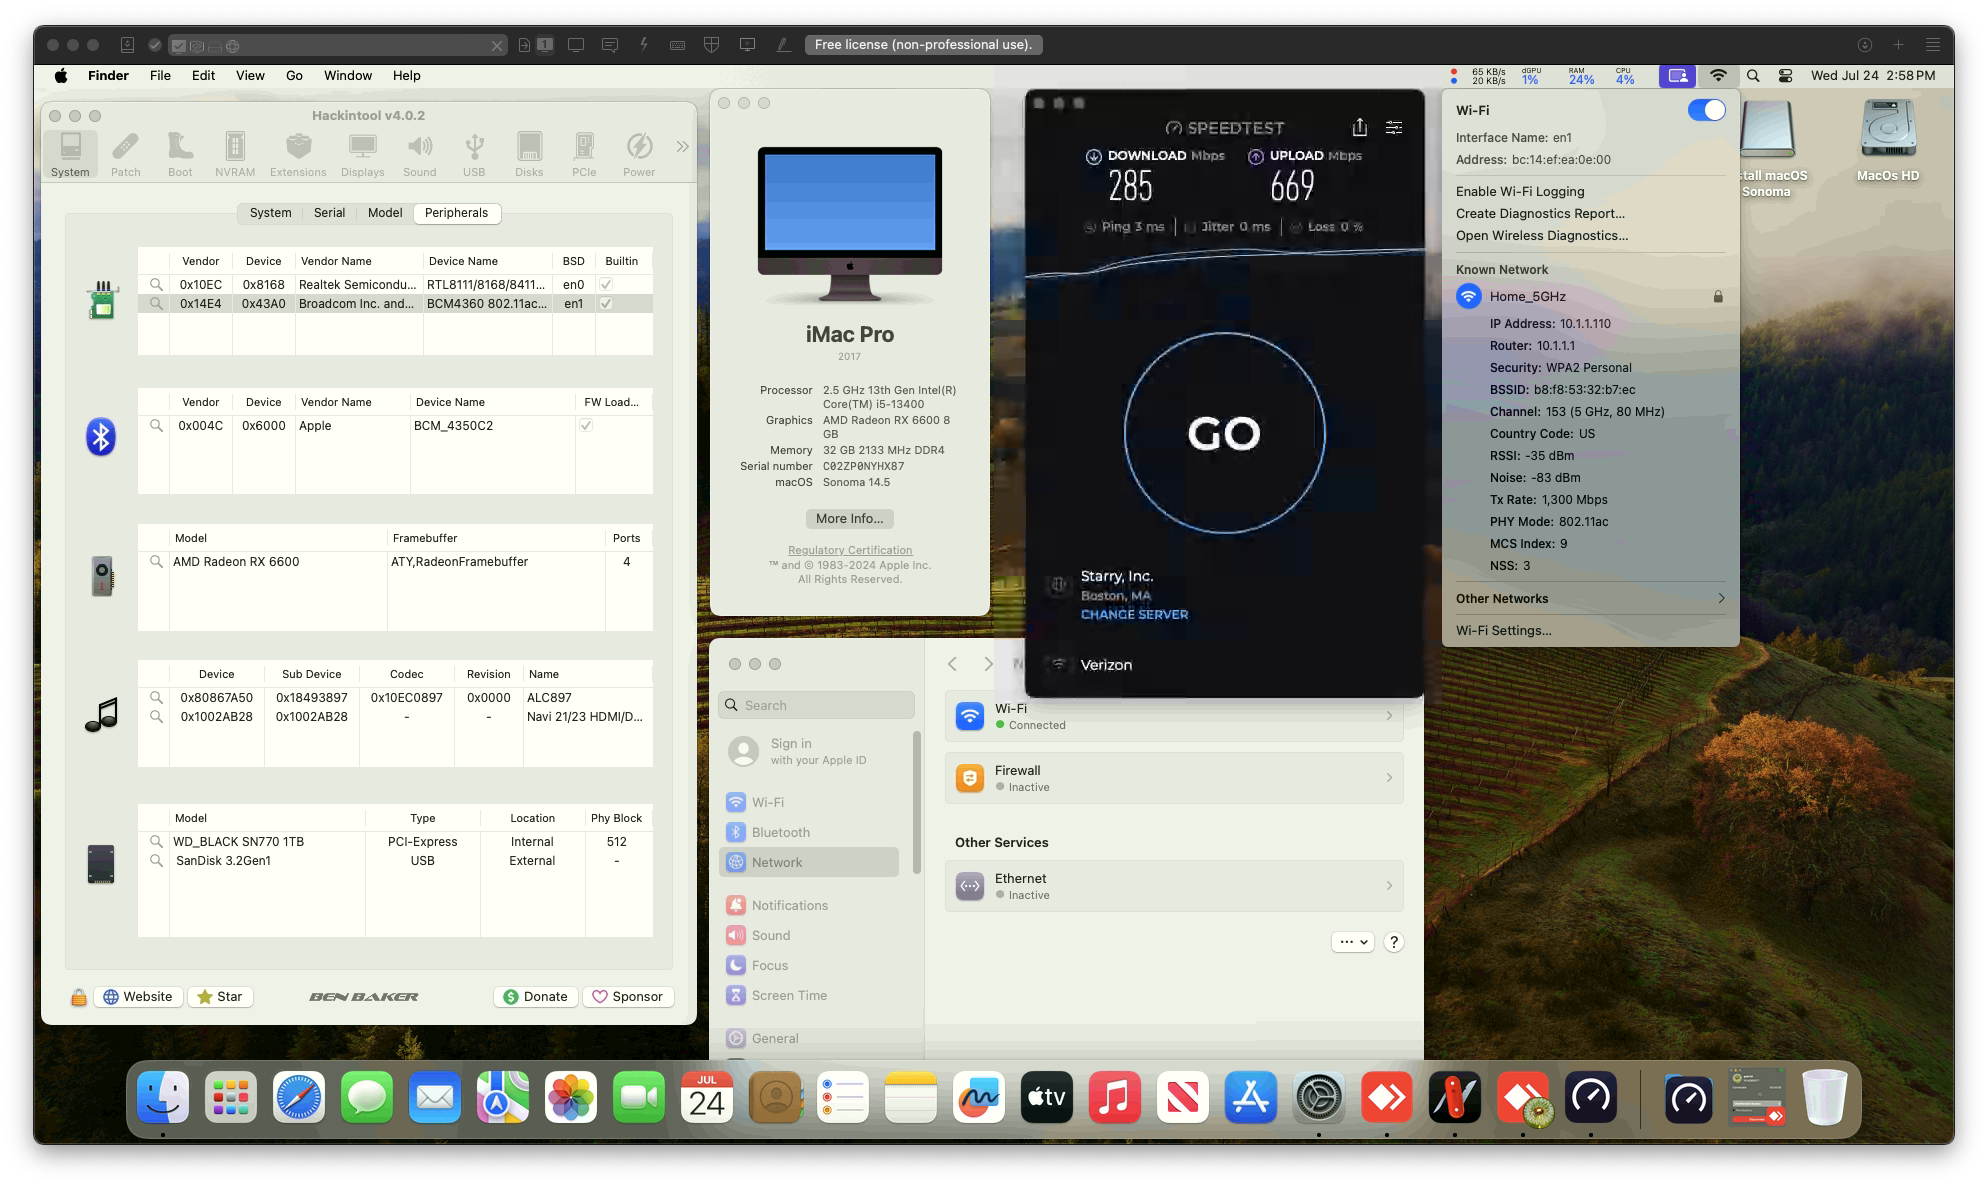 Free license (non-professional use).
1
Finder File Edit View Go Window Help
65 KB/s
20 KB/s
dGPU
1%
RAM
24%
CPU
4%
Wed Jul 24 2:58 PM
Hackintool v4.0.2
System Patch Boot NVRAM Extensions Displays Sound USB Disks PCIe Power
System Serial Model Peripherals
Vendor Device Vendor Name Device Name BSD Builtin
0x10EC 0x8168 Realtek Semicondu... RTL8111/8168/8411... en0
0x14E4 0x43A0 Broadcom Inc. and... BCM4360 802.11ac... en1
Vendor Device Vendor Name Device Name FW Load...
0x004C 0x6000 Apple BCM_4350C2
Model Framebuffer Ports
AMD Radeon RX 6600 ATY,RadeonFramebuffer 4
Device Sub Device Codec Revision Name
0x80867A50 0x18493897 0x10EC0897 0x0000 ALC897
0x1002AB28 0x1002AB28 - - Navi 21/23 HDMI/D...
Model Type Location Phy Block
WD_BLACK SN770 1TB PCI-Express Internal 512
SanDisk 3.2Gen1 USB External -
Website Star BEN BAKER Donate Sponsor
iMac Pro
2017
Processor 2.5 GHz 13th Gen Intel(R)
Core(TM) i5-13400
Graphics AMD Radeon RX 6600 8
GB
Memory 32 GB 2133 MHz DDR4
Serial number C02ZP0NYHX87
macOS Sonoma 14.5
More Info...
Regulatory Certification
™ and © 1983-2024 Apple Inc.
All Rights Reserved.
SPEEDTEST
DOWNLOAD Mbps UPLOAD Mbps
285 669
Ping 3 ms Jitter 0 ms Loss 0 %
GO
Starry, Inc.
Boston, MA
CHANGE SERVER
Verizon
Wi-Fi
Interface Name: en1
Address: bc:14:ef:ea:0e:00
Enable Wi-Fi Logging
Create Diagnostics Report...
Open Wireless Diagnostics...
Known Network
Home_5GHz
IP Address: 10.1.1.110
Router: 10.1.1.1
Security: WPA2 Personal
BSSID: b8:f8:53:32:b7:ec
Channel: 153 (5 GHz, 80 MHz)
Country Code: US
RSSI: -35 dBm
Noise: -83 dBm
Tx Rate: 1,300 Mbps
PHY Mode: 802.11ac
MCS Index: 9
NSS: 3
Other Networks
Wi-Fi Settings...
stall macOS
Sonoma
MacOs HD
Search
Sign in
with your Apple ID
Wi-Fi
Bluetooth
Network
Notifications
Sound
Focus
Screen Time
General
N
Wi-Fi
Connected
Firewall
Inactive
Other Services
Ethernet
Inactive
?
JUL
24
tv